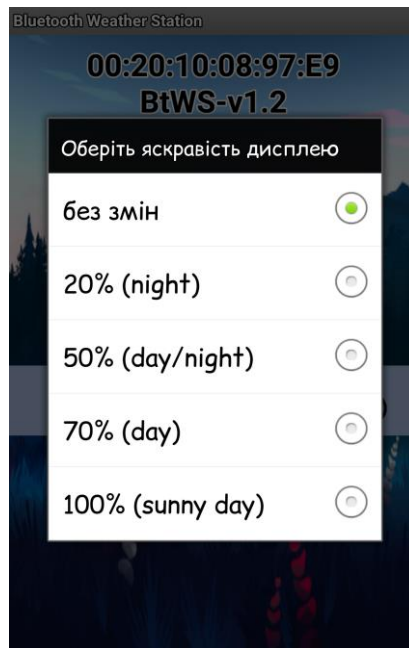 Bluetooth Weather Station
00:20:10:08:97:E9
BtWS-v1.2
Оберіть яскравість дисплею
без змін
20% (night)
50% (day/night)
70% (day)
100% (sunny day)